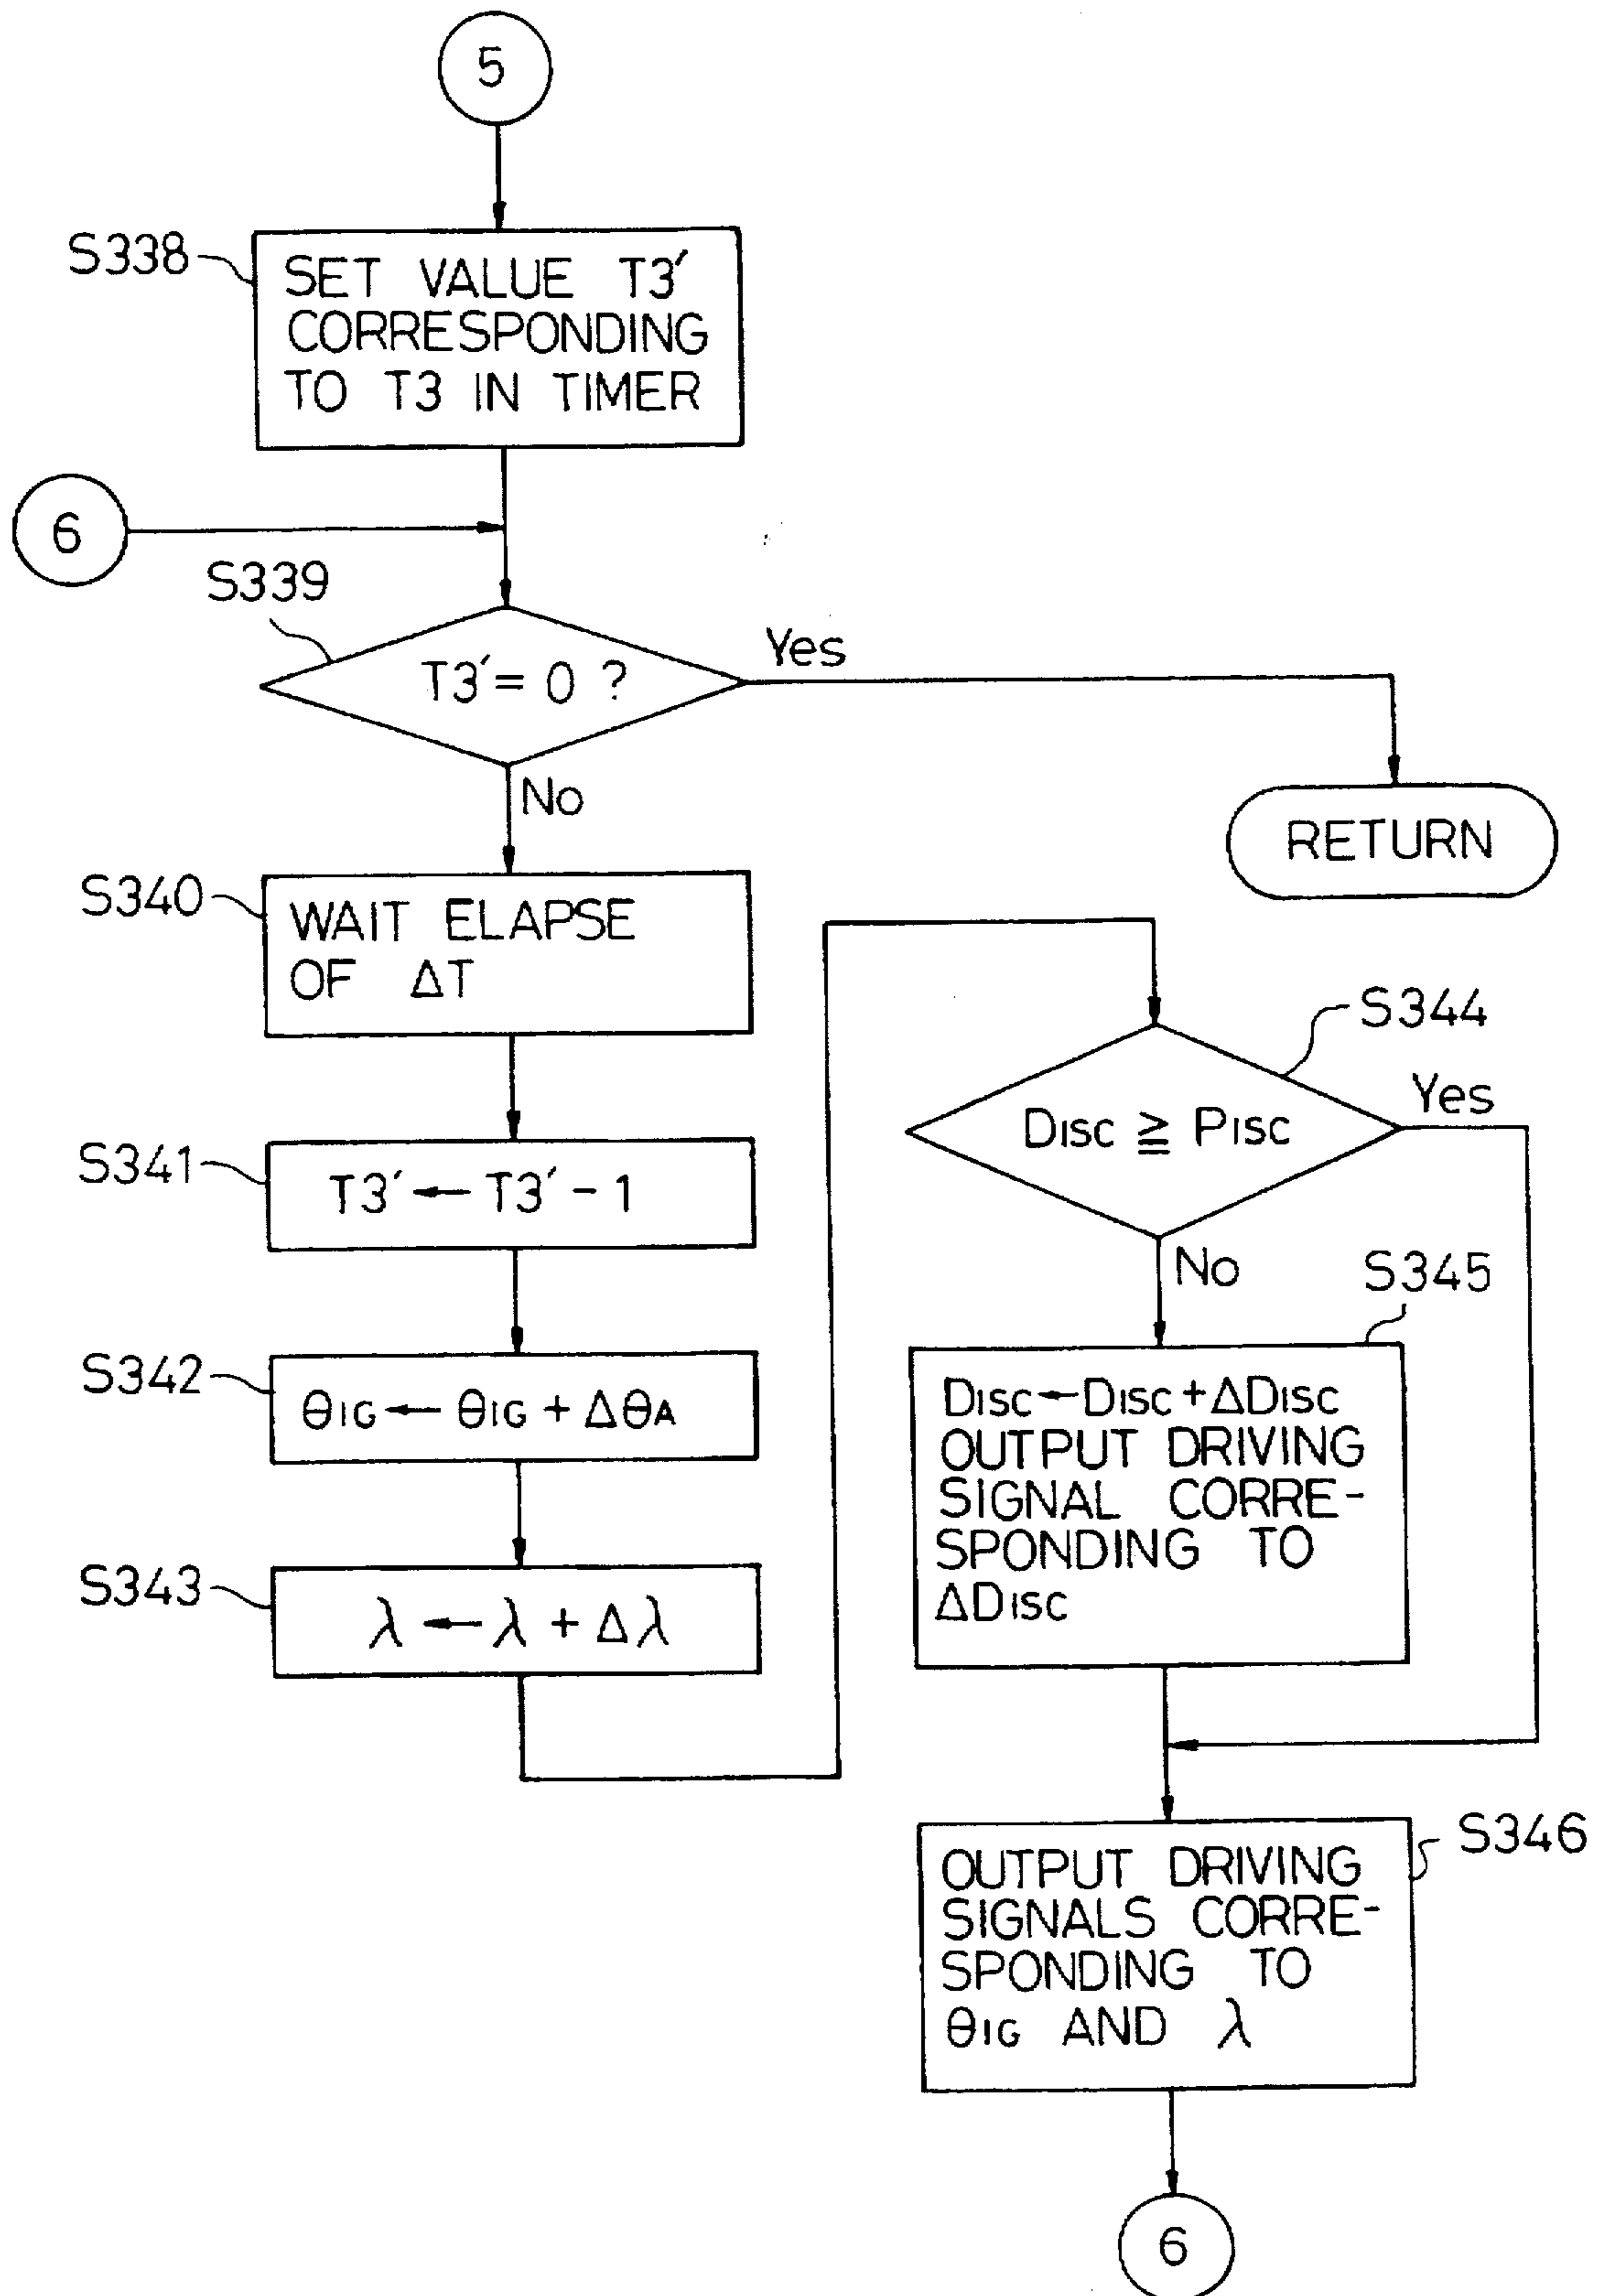 5
S338
SET VALUE T3′
CORRESPONDING
TO T3 IN TIMER
6
S339
T3′ = 0 ?
Yes
No
RETURN
S340
WAIT ELAPSE
OF ΔT
S341
T3′ ← T3′ - 1
S342
θIG ← θIG + ΔθA
S343
λ ← λ + Δλ
S344
DISC ≧ PISC
Yes
No
S345
DISC ← DISC + ΔDISC
OUTPUT DRIVING
SIGNAL CORRE-
SPONDING TO
ΔDISC
S346
OUTPUT DRIVING
SIGNALS CORRE-
SPONDING TO
θIG AND λ
6